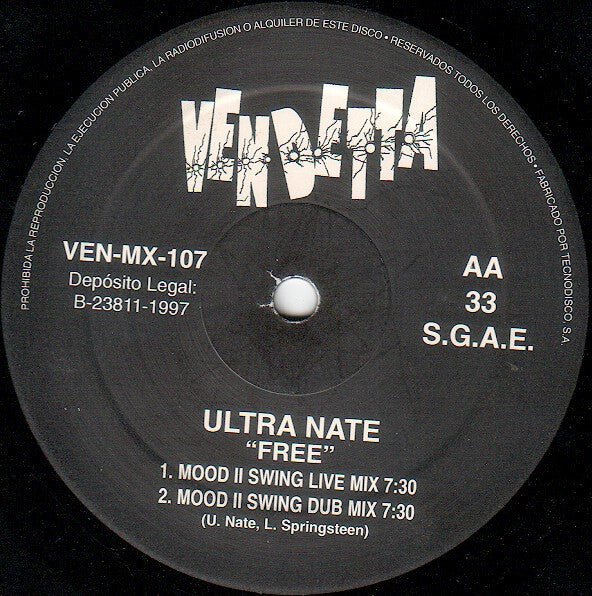 PROHIBIDA LA REPRODUCCION, LA EJECUCION PUBLICA, LA RADIODIFUSION O ALQUILER DE ESTE DISCO • RESERVADOS TODOS LOS DERECHOS • FABRICADO POR TECNODISCO, S.A.
VENDETTA
VEN-MX-107
Depósito Legal:
B-23811-1997
AA
33
S.G.A.E.
ULTRA NATE
“FREE”
1. MOOD II SWING LIVE MIX 7:30
2. MOOD II SWING DUB MIX 7:30
(U. Nate, L. Springsteen)